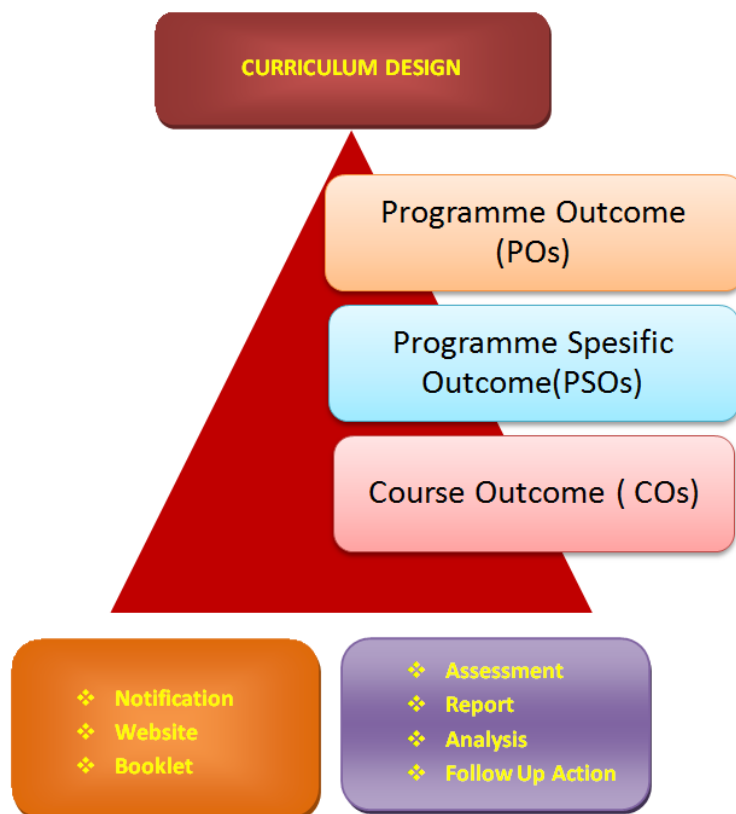 CURRICULUM DESIGN
Programme Outcome
(POs)
Programme Spesific
Outcome(PSOs)
Course Outcome ( COs)
❖ Notification
❖ Website
❖ Booklet
❖ Assessment
❖ Report
❖ Analysis
❖ Follow Up Action